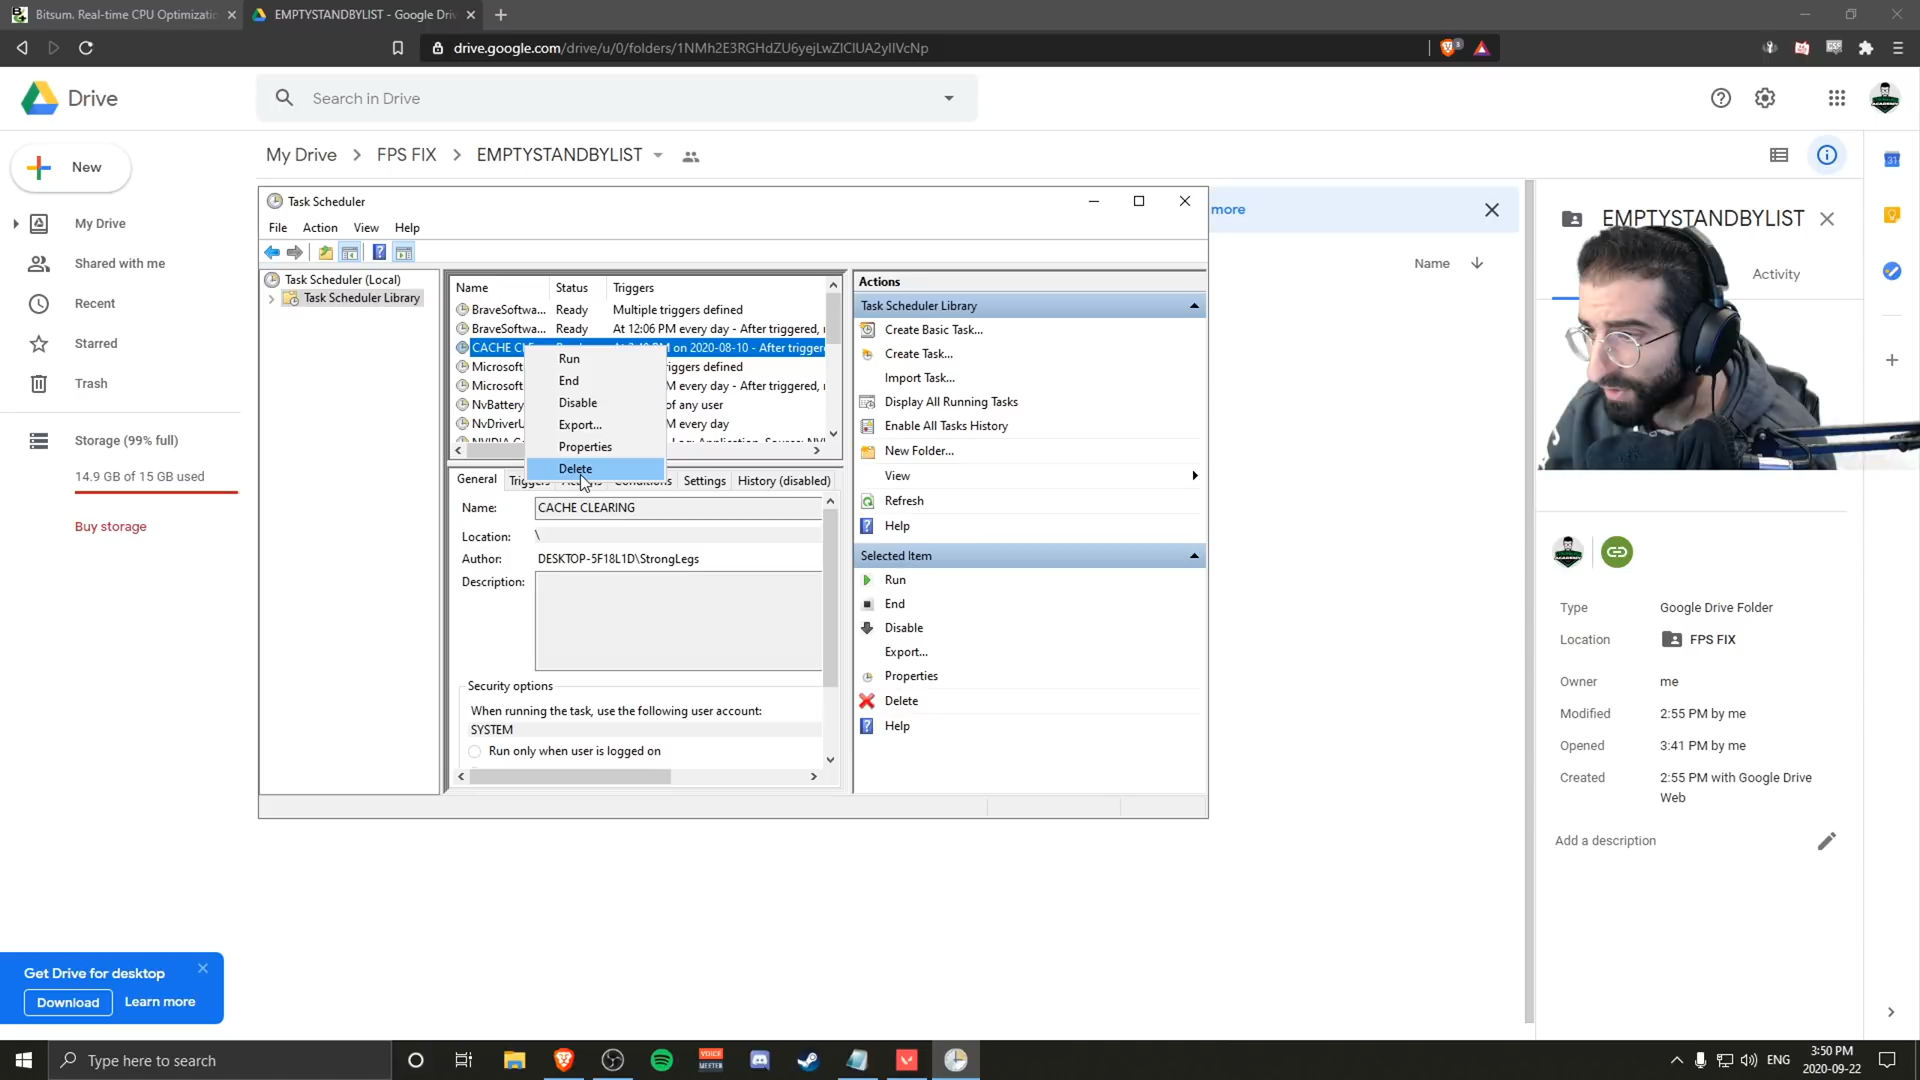 Bitsum. Real-time CPU Optimizatio
EMPTYSTANDBYLIST - Google Driv
drive.google.com/drive/u/0/folders/1NMh2E3RGHdZU6yejLwZlCIUA2yIIVcNp
Drive
Search in Drive
New
My Drive > FPS FIX > EMPTYSTANDBYLIST
My Drive
Shared with me
Recent
Starred
Trash
Storage (99% full)
14.9 GB of 15 GB used
Buy storage
Get Drive for desktop
Download
Learn more
Task Scheduler
File Action View Help
Task Scheduler (Local)
Task Scheduler Library
Name Status Triggers
BraveSoftwa... Ready Multiple triggers defined
BraveSoftwa... Ready At 12:06 PM every day - After triggered, r
CACHE CLE on 2020-08-10 - After triggere
Microsoft iggers defined
Microsoft M every day - After triggered, r
NvBattery of any user
NvDriverU M every day
Run
End
Disable
Export...
Properties
Delete
General Triggers Actions Conditions Settings History (disabled)
Name: CACHE CLEARING
Location: \
Author: DESKTOP-5F18L1D\StrongLegs
Description:
Security options
When running the task, use the following user account:
SYSTEM
Run only when user is logged on
Actions
Task Scheduler Library
Create Basic Task...
Create Task...
Import Task...
Display All Running Tasks
Enable All Tasks History
New Folder...
View
Refresh
Help
Selected Item
Run
End
Disable
Export...
Properties
Delete
Help
more
Name
EMPTYSTANDBYLIST
Activity
Type Google Drive Folder
Location FPS FIX
Owner me
Modified 2:55 PM by me
Opened 3:41 PM by me
Created 2:55 PM with Google Drive
Web
Add a description
Type here to search
VOICE
MEETER
ENG
3:50 PM
2020-09-22